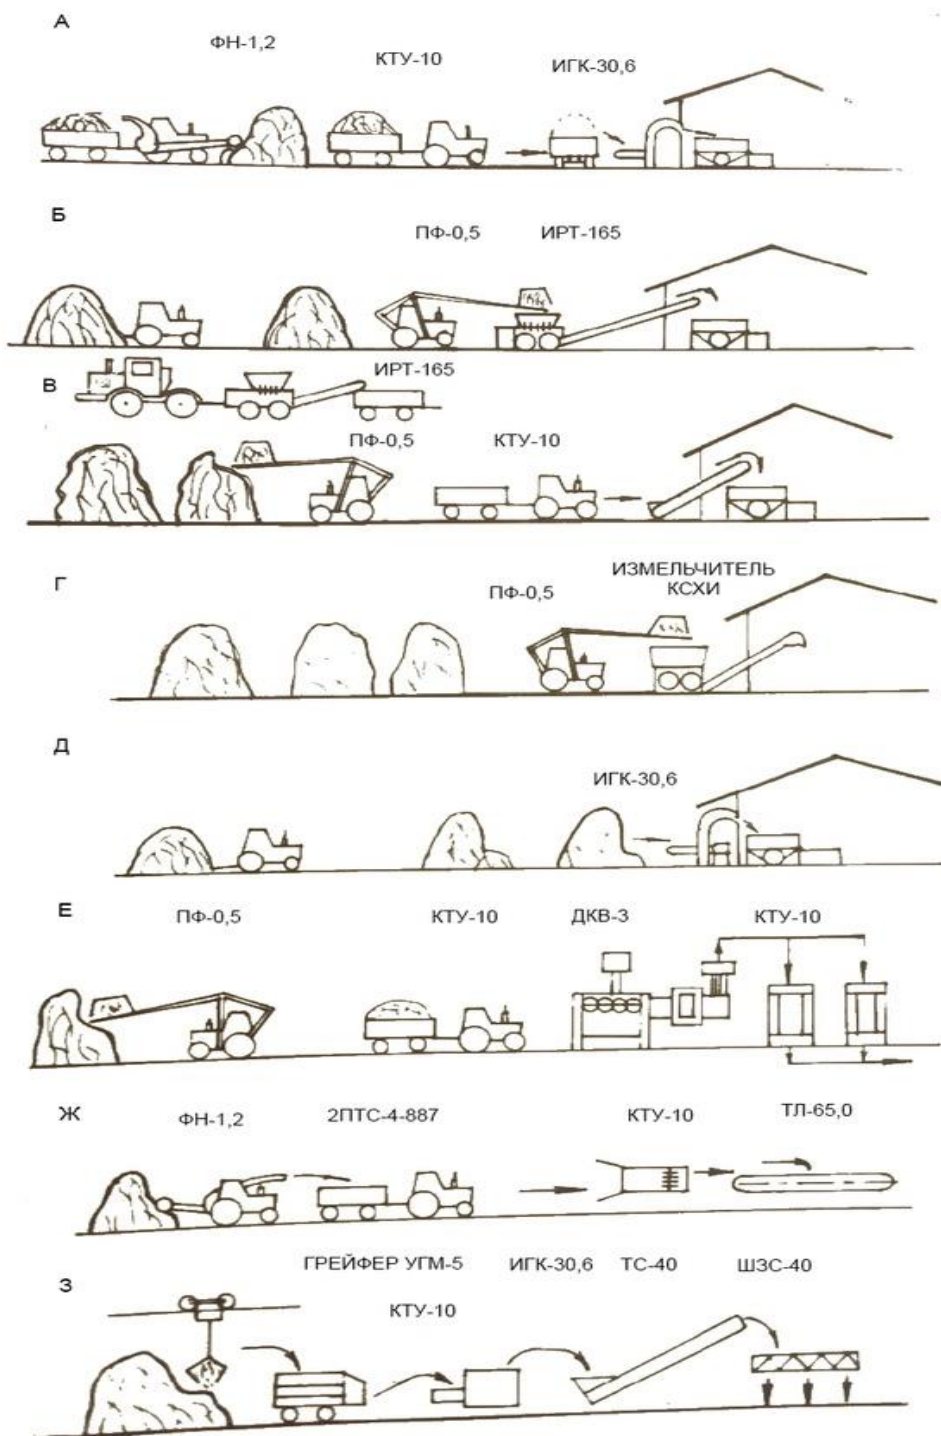 А
ФН-1,2 КТУ-10 ИГК-30,6
Б
ПФ-0,5 ИРТ-165
В
ИРТ-165
ПФ-0,5 КТУ-10
Г
ПФ-0,5 ИЗМЕЛЬЧИТЕЛЬ
КСХИ
Д
ИГК-30,6
Е ПФ-0,5 КТУ-10 ДКВ-3 КТУ-10
Ж ФН-1,2 2ПТС-4-887 КТУ-10 ТЛ-65,0
З ГРЕЙФЕР УГМ-5 ИГК-30,6 ТС-40 ШЗС-40
КТУ-10